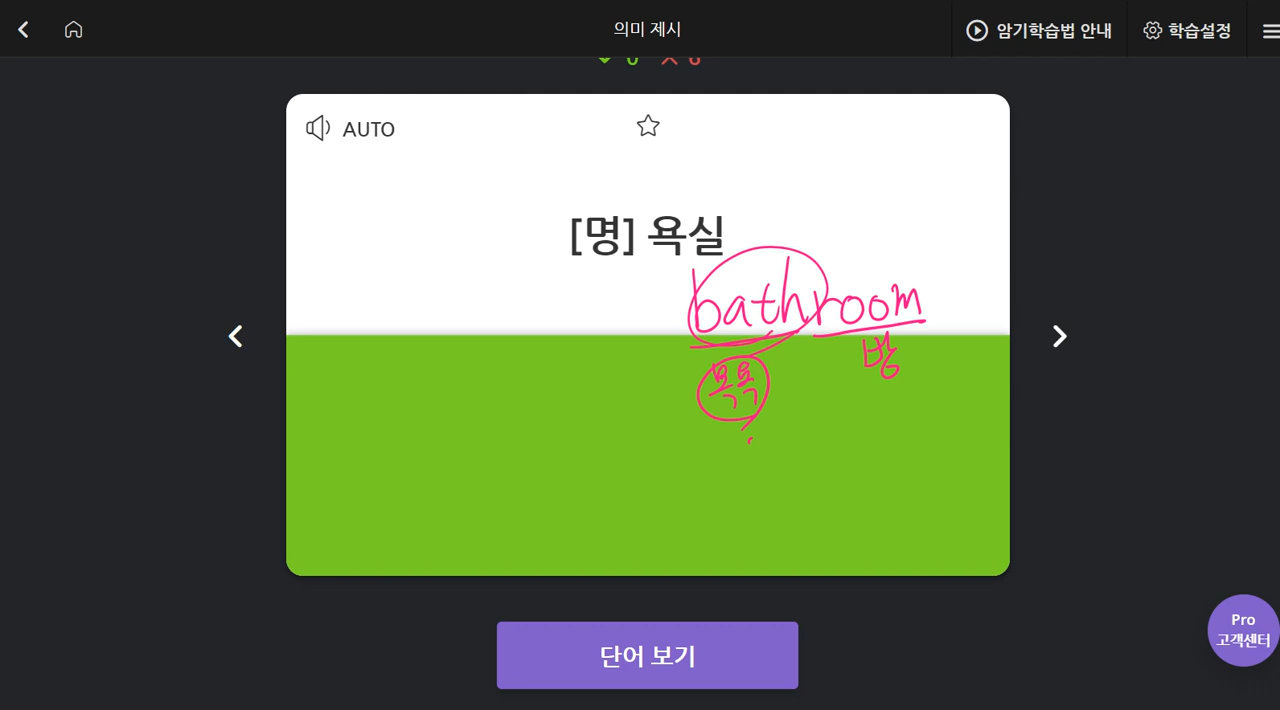 의미 제시
암기학습법 안내
학습설정
AUTO
[명] 욕실
bathroom
방
목욕
Pro
고객센터
단어 보기